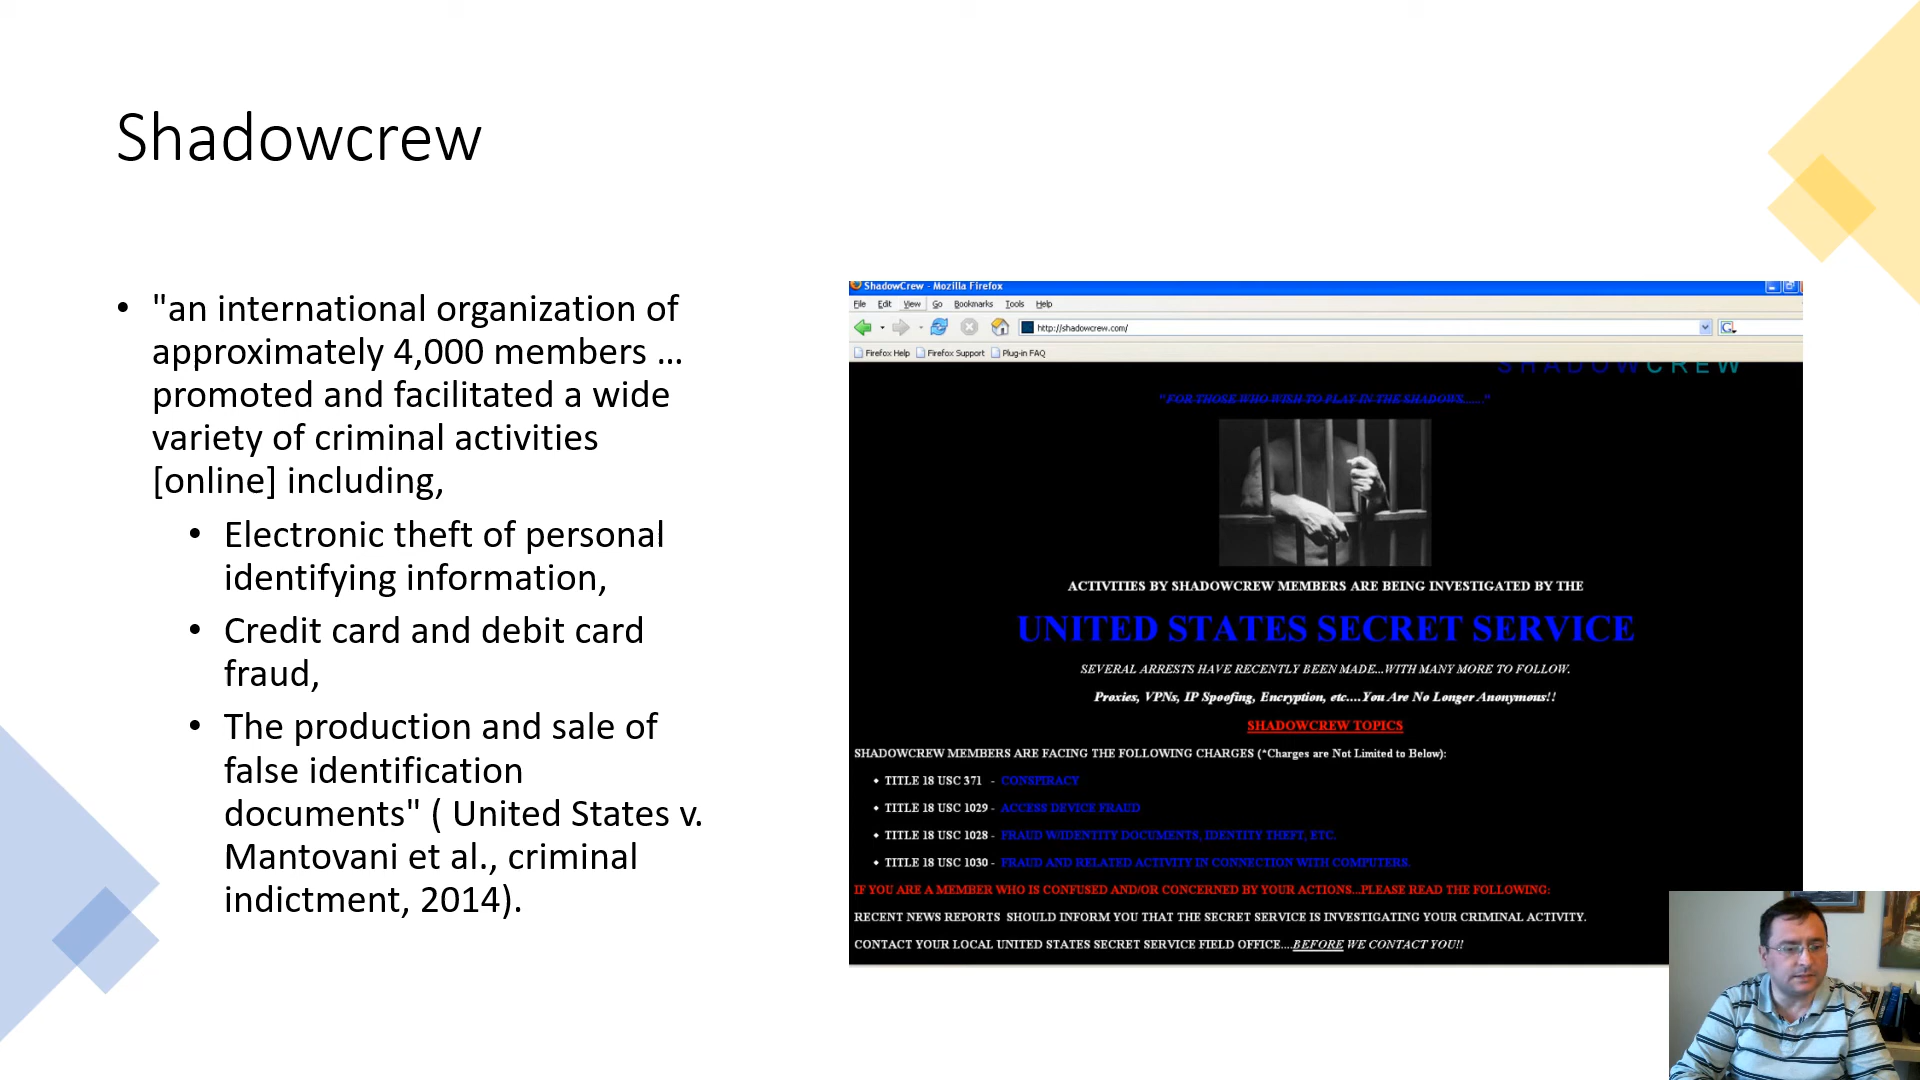 Shadowcrew
• "an international organization of
approximately 4,000 members ...
promoted and facilitated a wide
variety of criminal activities
[online] including,
• Electronic theft of personal
identifying information,
• Credit card and debit card
fraud,
• The production and sale of
false identification
documents" ( United States v.
Mantovani et al., criminal
indictment, 2014).
ShadowCrew - Mozilla Firefox
File Edit View Go Bookmarks Tools Help
http://shadowcrew.com/
Firefox Help Firefox Support Plug-in FAQ
SHADOWCREW
"FOR THOSE WHO WISH TO PLAY IN THE SHADOWS......"
ACTIVITIES BY SHADOWCREW MEMBERS ARE BEING INVESTIGATED BY THE
UNITED STATES SECRET SERVICE
SEVERAL ARRESTS HAVE RECENTLY BEEN MADE...WITH MANY MORE TO FOLLOW.
Proxies, VPNs, IP Spoofing, Encryption, etc....You Are No Longer Anonymous!!
SHADOWCREW TOPICS
SHADOWCREW MEMBERS ARE FACING THE FOLLOWING CHARGES (*Charges are Not Limited to Below):
• TITLE 18 USC 371 - CONSPIRACY
• TITLE 18 USC 1029 - ACCESS DEVICE FRAUD
• TITLE 18 USC 1028 - FRAUD W/IDENTITY DOCUMENTS, IDENTITY THEFT, ETC.
• TITLE 18 USC 1030 - FRAUD AND RELATED ACTIVITY IN CONNECTION WITH COMPUTERS.
IF YOU ARE A MEMBER WHO IS CONFUSED AND/OR CONCERNED BY YOUR ACTIONS...PLEASE READ THE FOLLOWING:
RECENT NEWS REPORTS SHOULD INFORM YOU THAT THE SECRET SERVICE IS INVESTIGATING YOUR CRIMINAL ACTIVITY.
CONTACT YOUR LOCAL UNITED STATES SECRET SERVICE FIELD OFFICE....BEFORE WE CONTACT YOU!!